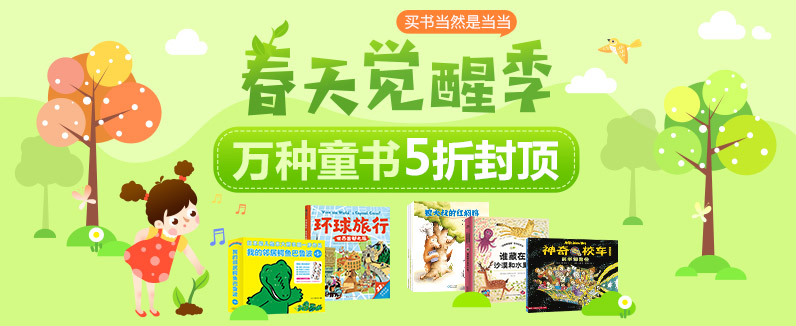 买书当然是当当
春天觉醒季
万种童书5折封顶
环球旅行
我的邻居鳄鱼巴鲁波
谁藏在
沙漠和水里
神奇校车